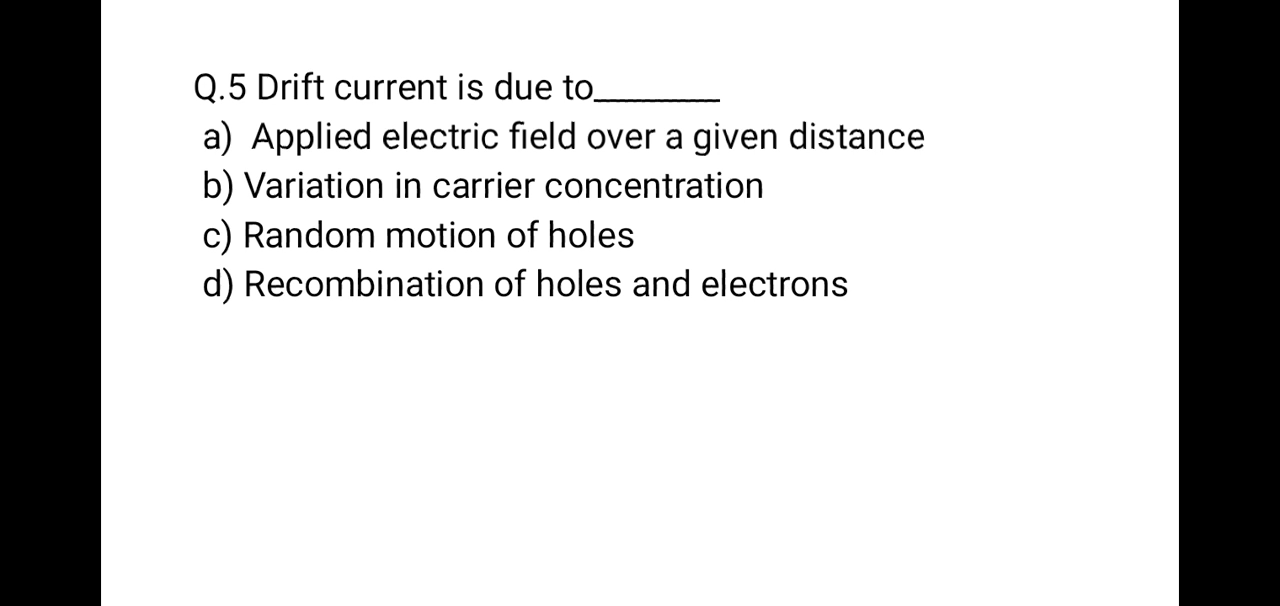 Q.5 Drift current is due to__________
a) Applied electric field over a given distance
b) Variation in carrier concentration
c) Random motion of holes
d) Recombination of holes and electrons